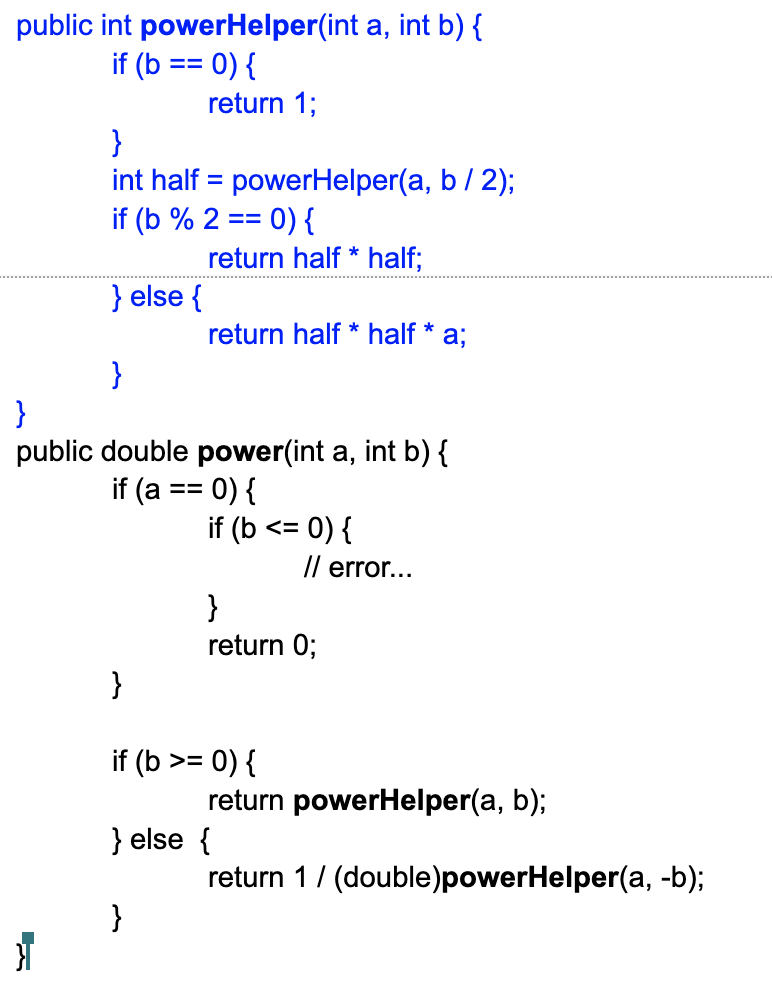 public int powerHelper(int a, int b) {
if (b == 0) {
return 1;
}
int half = powerHelper(a, b / 2);
if (b % 2 == 0) {
return half * half;
} else {
return half * half * a;
}
}
public double power(int a, int b) {
if (a == 0) {
if (b <= 0) {
// error...
}
return 0;
}
if (b >= 0) {
return powerHelper(a, b);
} else {
return 1 / (double)powerHelper(a, -b);
}
}